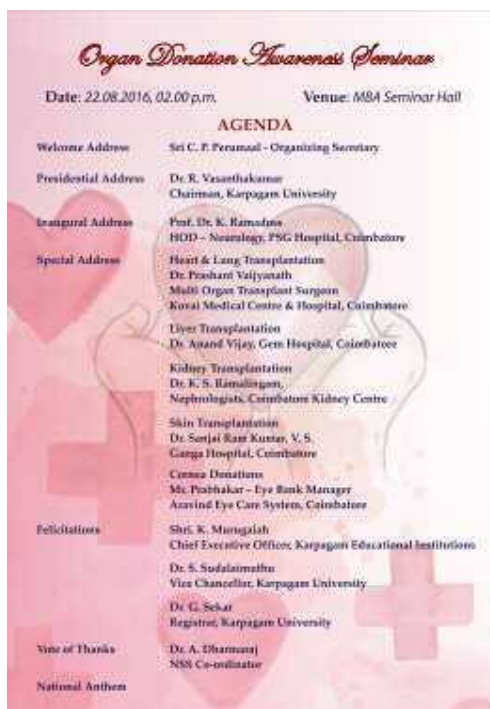 Organ Donation Awareness Seminar
Date: 22.08.2016, 02.00 p.m. Venue: MBA Seminar Hall
AGENDA
Welcome Address Sri C. P. Perumaal - Organizing Secretary
Presidential Address Dr. R. Vasanthakumar
Chairman, Karpagam University
Inaugural Address Prof. Dr. K. Ramadoss
HOD – Neurology, PSG Hospital, Coimbatore
Special Address Heart & Lung Transplantation
Dr. Prashant Vaijyanath
Multi Organ Transplant Surgeon
Kovai Medical Centre & Hospital, Coimbatore
Liver Transplantation
Dr. Anand Vijay, Gem Hospital, Coimbatore
Kidney Transplantation
Dr. K. S. Ramalingam,
Nephrologists, Coimbatore Kidney Centre
Skin Transplantation
Dr. Sanjai Ram Kumar, V. S.
Ganga Hospital, Coimbatore
Cornea Donations
Mr. Prabhakar – Eye Bank Manager
Aravind Eye Care System, Coimbatore
Felicitations Shri. K. Murugaiah
Chief Executive Officer, Karpagam Educational Institutions
Dr. S. Sudalaimuthu
Vice Chancellor, Karpagam University
Dr. G. Sekar
Registrar, Karpagam University
Vote of Thanks Dr. A. Dharmaraj
NSS Co-ordinator
National Anthem